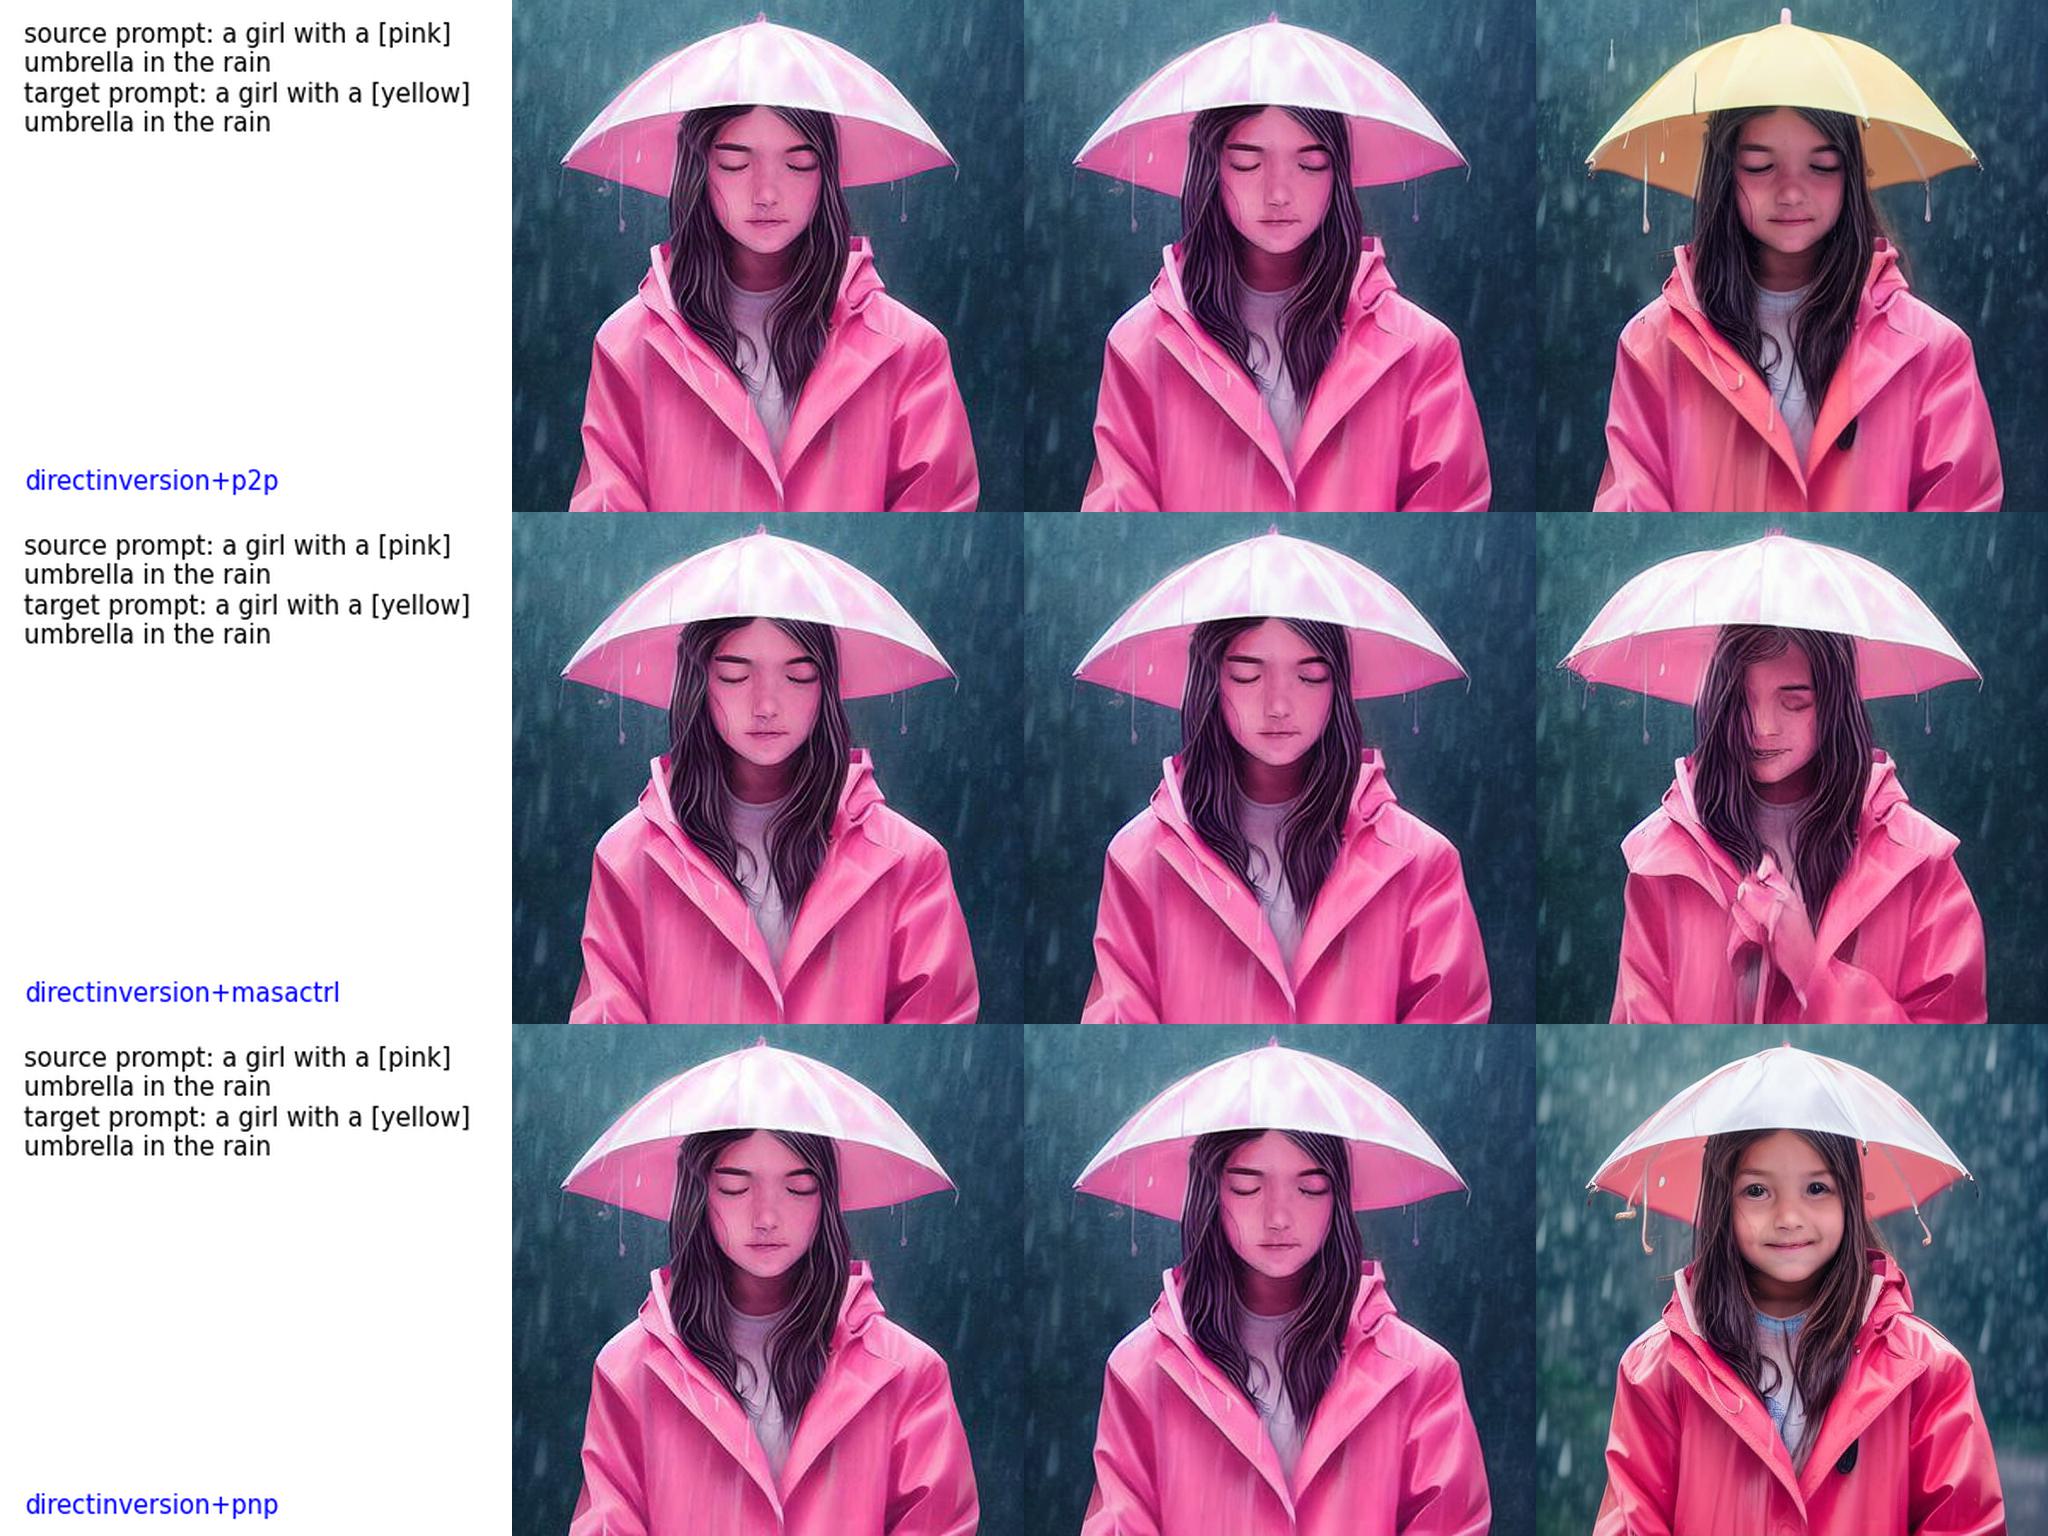 source prompt: a girl with a [pink]
umbrella in the rain
target prompt: a girl with a [yellow]
umbrella in the rain
directinversion+p2p
source prompt: a girl with a [pink]
umbrella in the rain
target prompt: a girl with a [yellow]
umbrella in the rain
directinversion+masactrl
source prompt: a girl with a [pink]
umbrella in the rain
target prompt: a girl with a [yellow]
umbrella in the rain
directinversion+pnp